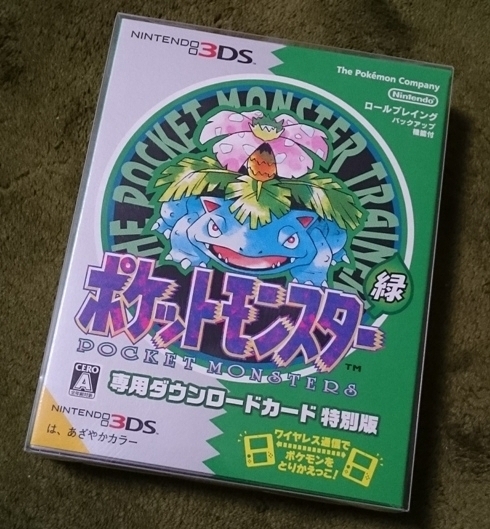 NINTENDO 3DS
The Pokémon Company
Nintendo
ロールプレイング
バックアップ
機能付
THE POCKET MONSTER TRAINER
緑
ポケットモンスター
TM
POCKET MONSTERS
CERO
A
専用ダウンロードカード 特別版
NINTENDO 3DS
は、あざやかカラー
ワイヤレス通信で
ポケモンを
とりかえっこ!